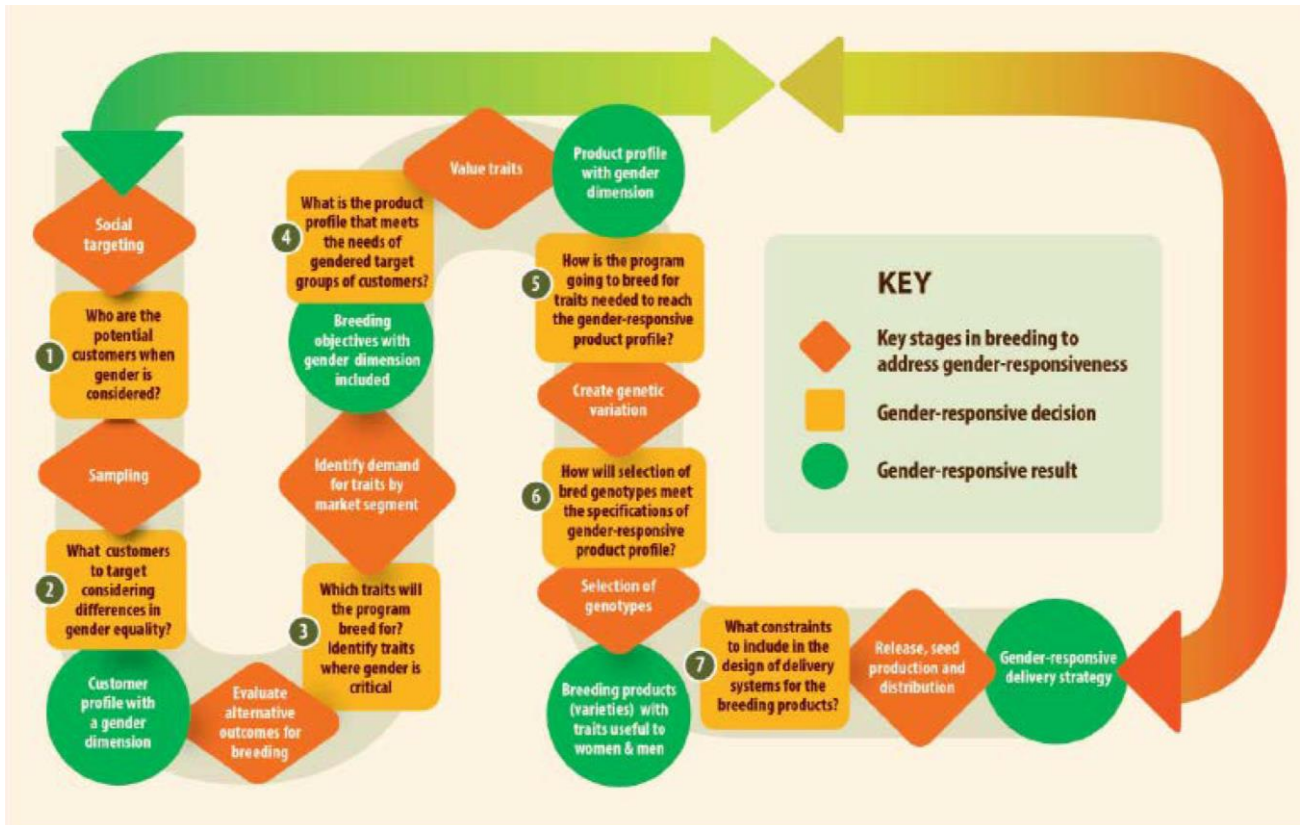 Social
targeting
1
Who are the
potential
customers when
gender is
considered?
Sampling
2
What customers
to target
considering
differences in
gender equality?
Customer
profile with
a gender
dimension
Evaluate
alternative
outcomes for
breeding
3
Which traits will
the program
breed for?
Identify traits
where gender is
critical
Identify demand
for traits by
market segment
Breeding
objectives with
gender dimension
included
4
What is the product
profile that meets
the needs of
gendered target
groups of customers?
Value traits
Product profile
with gender
dimension
5
How is the program
going to breed for
traits needed to reach
the gender-responsive
product profile?
Create genetic
variation
6
How will selection of
bred genotypes meet
the specifications of
gender-responsive
product profile?
Selection of
genotypes
Breeding products
(varieties) with
traits useful to
women & men
7
What constraints
to include in the
design of delivery
systems for the
breeding products?
Release, seed
production and
distribution
Gender-responsive
delivery strategy
KEY
Key stages in breeding to
address gender-responsiveness
Gender-responsive decision
Gender-responsive result